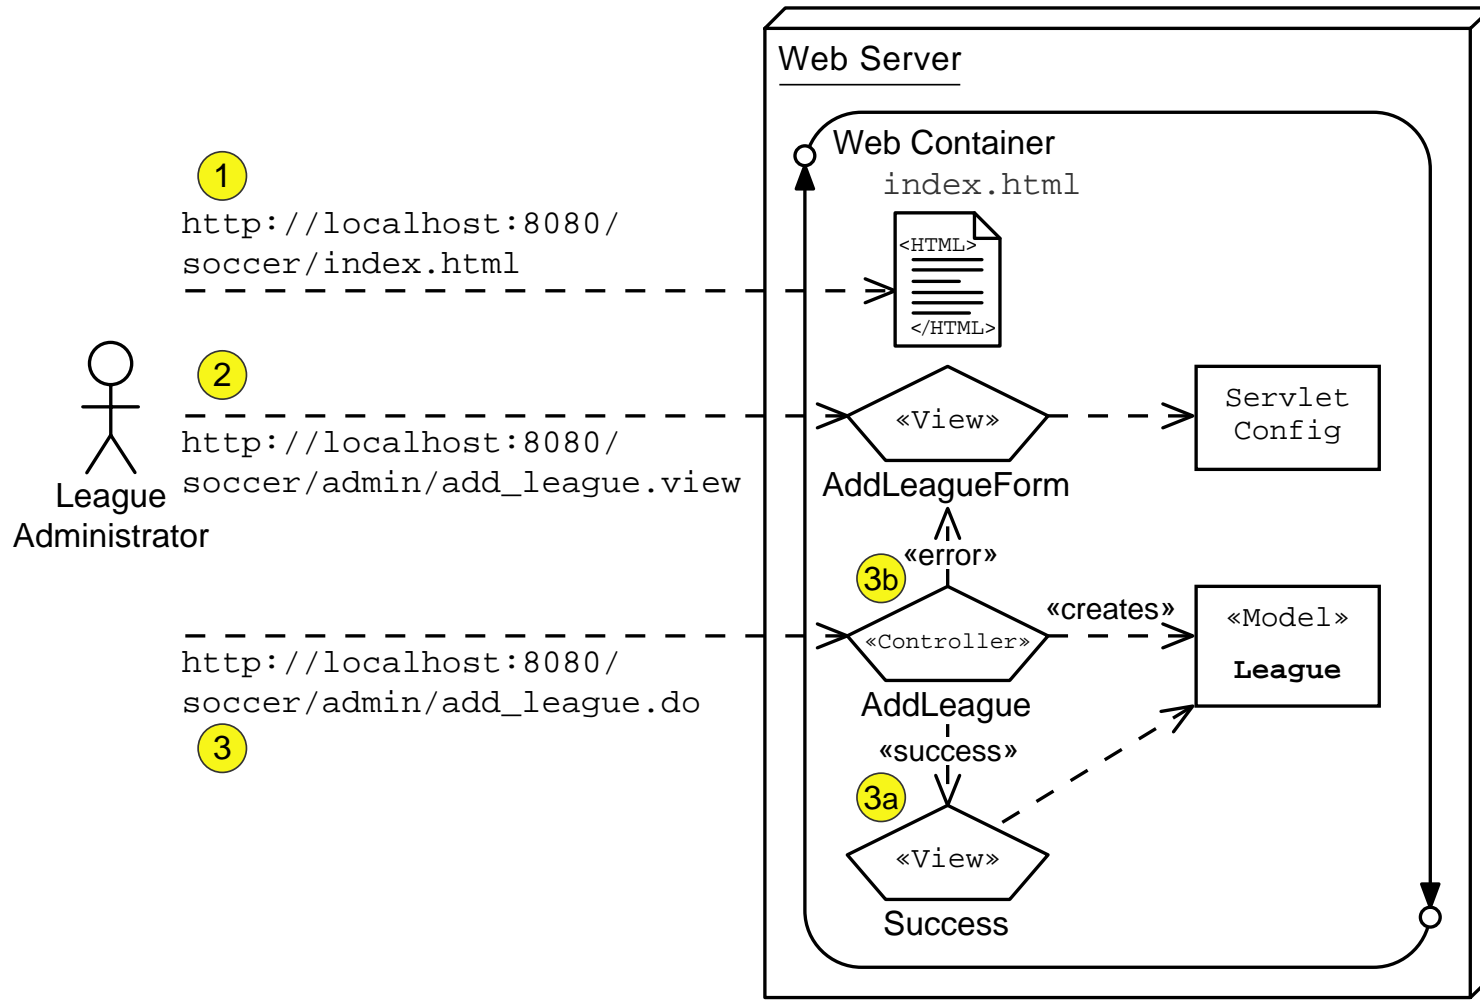 Web Server
Web Container
index.html
<HTML>
</HTML>
1
http://localhost:8080/
soccer/index.html
2
http://localhost:8080/
soccer/admin/add_league.view
League
Administrator
«View»
AddLeagueForm
Servlet
Config
«error»
3b
«Controller»
AddLeague
«creates»
«Model»
League
http://localhost:8080/
soccer/admin/add_league.do
3
«success»
3a
«View»
Success